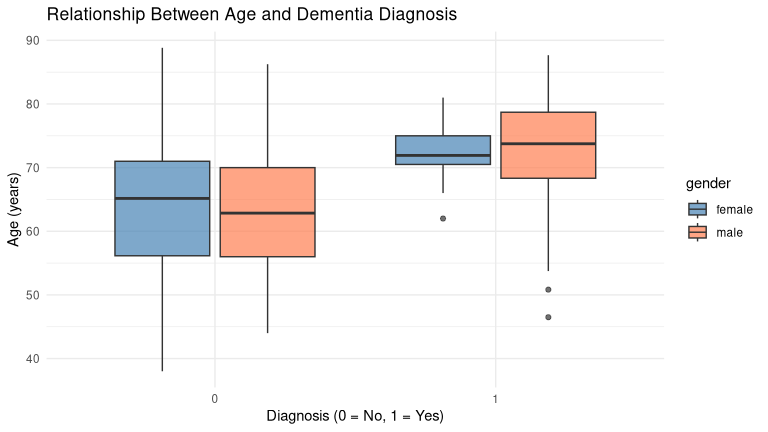 Relationship Between Age and Dementia Diagnosis
Age (years)
90
80
70
60
50
40
0
1
Diagnosis (0 = No, 1 = Yes)
gender
female
male